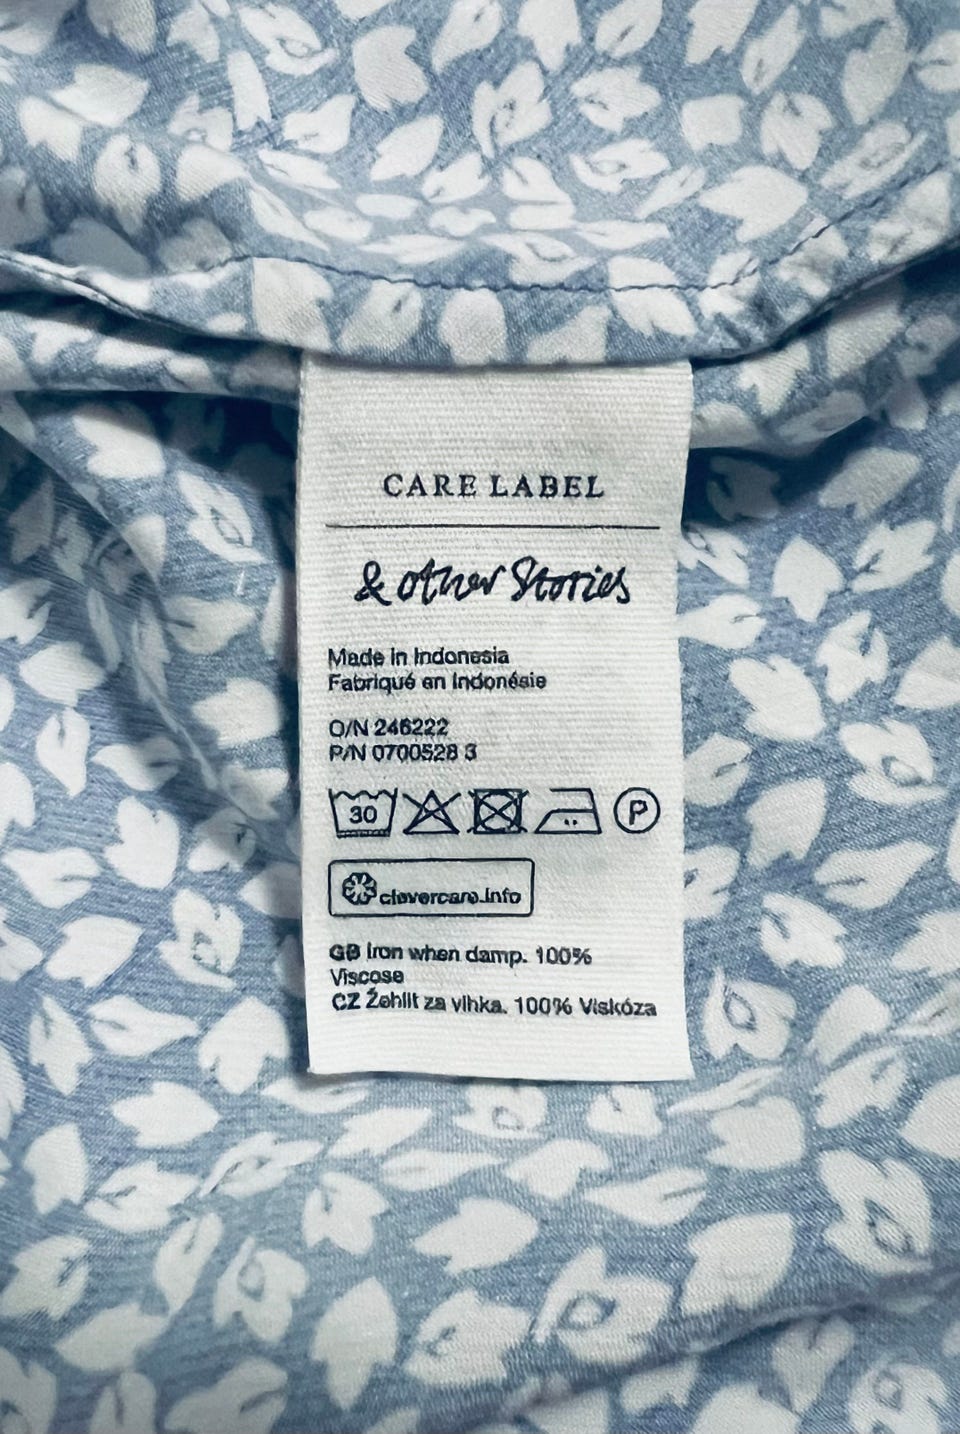 CARE LABEL
& other Stories
Made in Indonesia
Fabriqué en Indonésie
O/N 246222
P/N 0700528 3
30 P
clevercare.info
GB Iron when damp. 100%
Viscose
CZ Žehlit za vlhka. 100% Viskóza